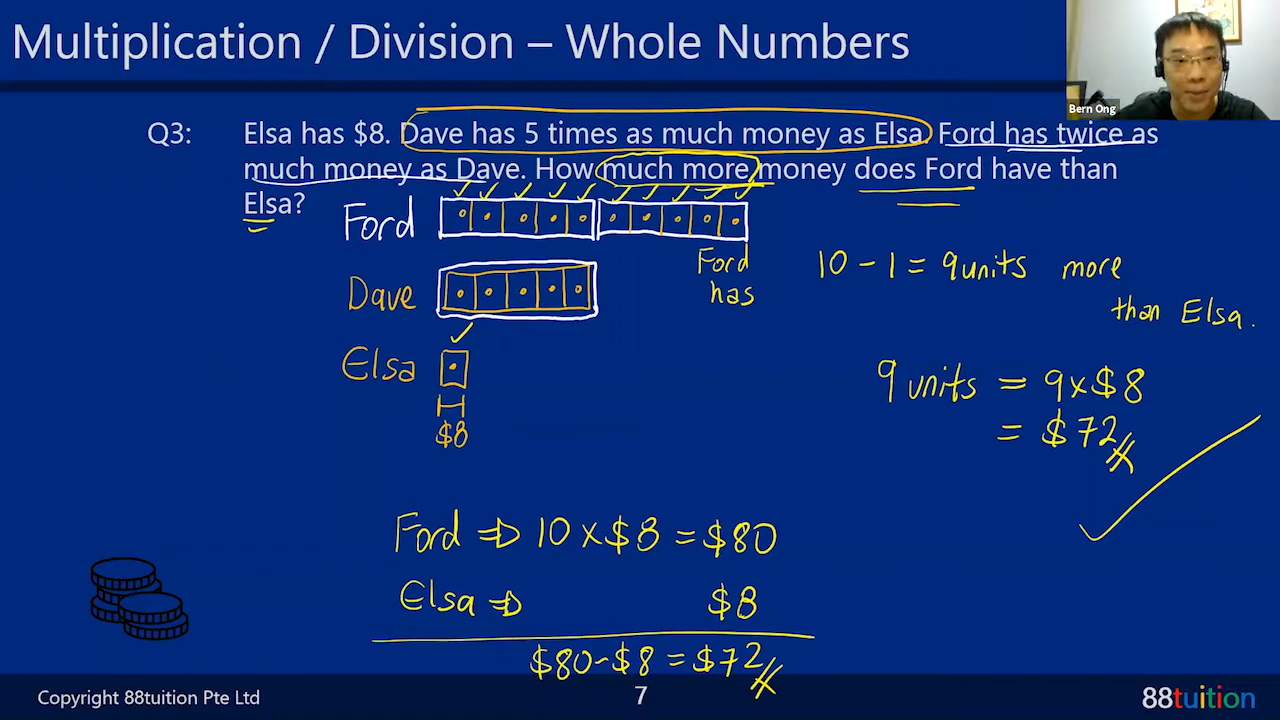 Multiplication / Division – Whole Numbers
Bern Ong
Q3: Elsa has $8. Dave has 5 times as much money as Elsa. Ford has twice as
much money as Dave. How much more money does Ford have than
Elsa?
Ford
Ford
has
10 - 1 = 9 units more
than Elsa.
Dave
Elsa
$8
9 units = 9 x $8
= $72
Ford ⇒ 10 x $8 = $80
Elsa ⇒ $8
$80 - $8 = $72
Copyright 88tuition Pte Ltd
7
88tuition